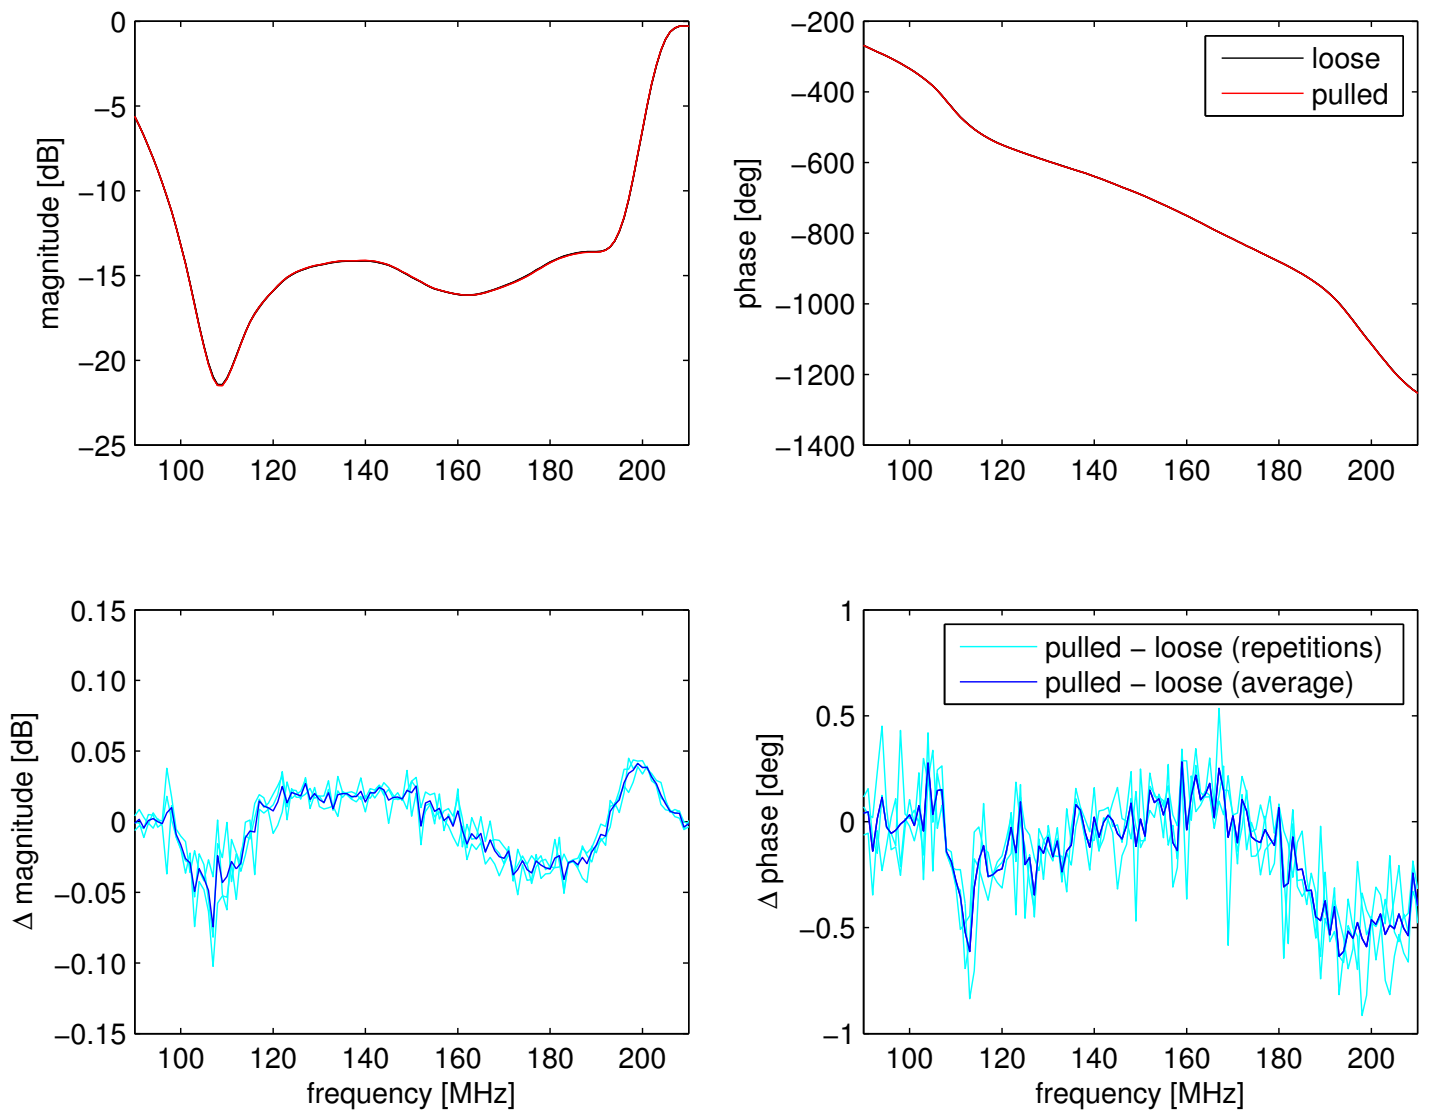 0
−5
−10
−15
−20
−25
magnitude [dB]
100 120 140 160 180 200
−200
−400
−600
−800
−1000
−1200
−1400
phase [deg]
100 120 140 160 180 200
loose
pulled
0.15
0.10
0.05
0
−0.05
−0.10
−0.15
Δ magnitude [dB]
100 120 140 160 180 200
frequency [MHz]
1
0.5
0
−0.5
−1
Δ phase [deg]
100 120 140 160 180 200
frequency [MHz]
pulled − loose (repetitions)
pulled − loose (average)